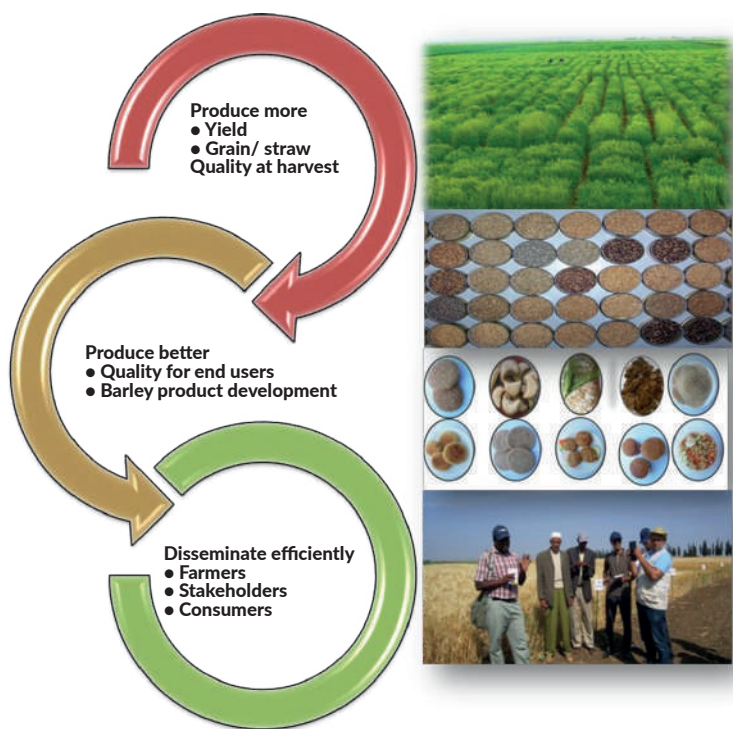 Produce more
● Yield
● Grain/ straw
Quality at harvest
Produce better
● Quality for end users
● Barley product development
Disseminate efficiently
● Farmers
● Stakeholders
● Consumers